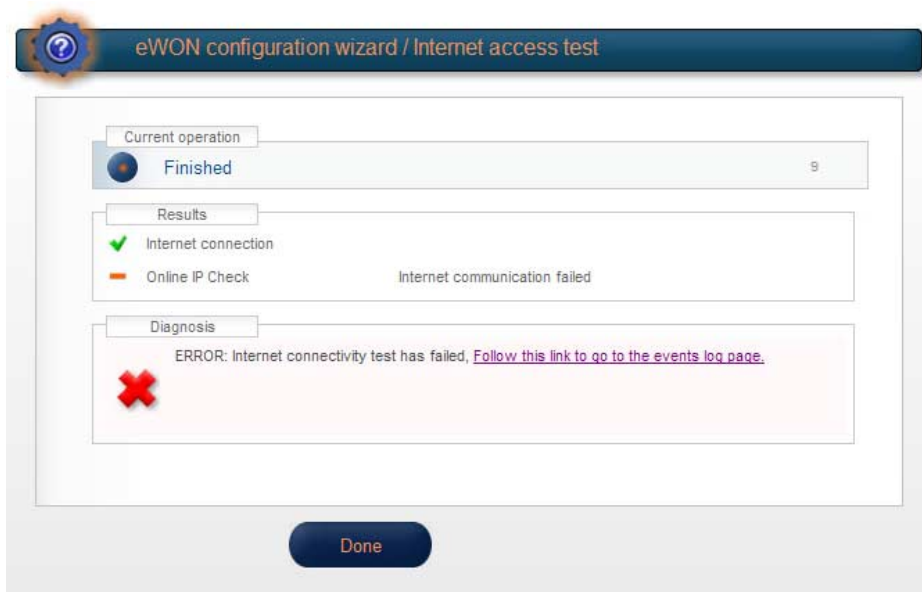 eWON configuration wizard / Internet access test
Current operation
Finished 9
Results
Internet connection
Online IP Check Internet communication failed
Diagnosis
ERROR: Internet connectivity test has failed, Follow this link to go to the events log page.
Done